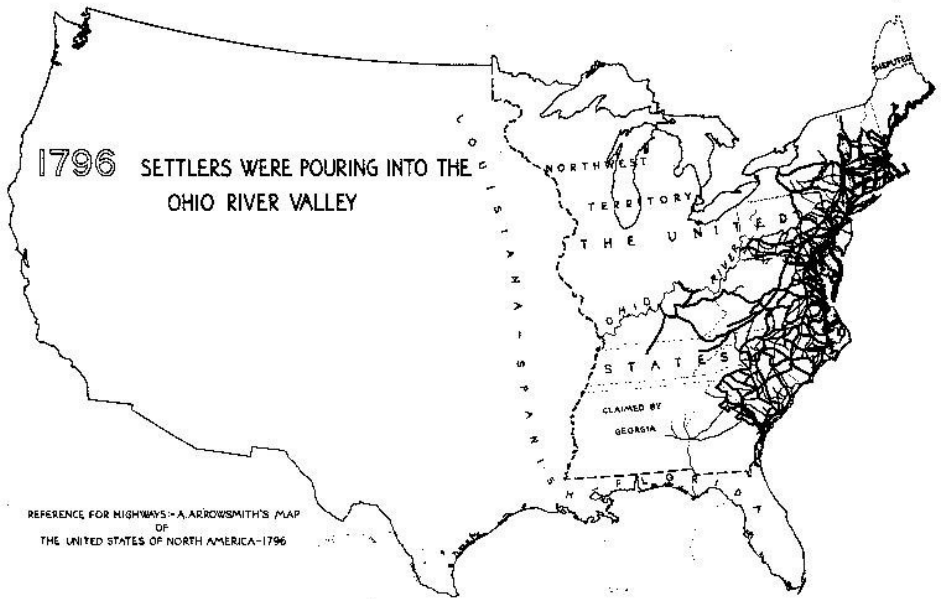 DISPUTED
1796 SETTLERS WERE POURING INTO THE
OHIO RIVER VALLEY
NORTHWEST
TERRITORY
THE UNITED
STATES
OHIO RIVER
LOUISIANA-SPANISH
CLAIMED BY
GEORGIA
FLORIDA
REFERENCE FOR HIGHWAYS:-A.ARROWSMITH'S MAP
OF
THE UNITED STATES OF NORTH AMERICA-1796